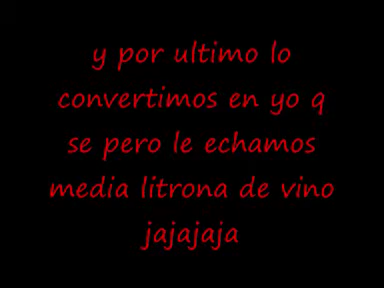 y por ultimo lo
convertimos en yo q
se pero le echamos
media litrona de vino
jajajaja